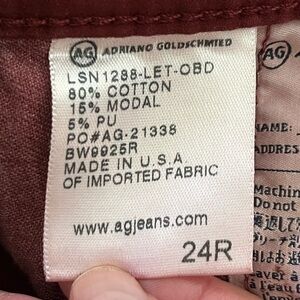 AG ADRIANO GOLDSCHMIED
LSN1288-LET-OBD
80% COTTON
15% MODAL
5% PU
PO#AG-21338
BW9925R
MADE IN U.S.A.
OF IMPORTED FABRIC
www.agjeans.com
24R
AG
NAME:
ADDRES
Machin
Do not